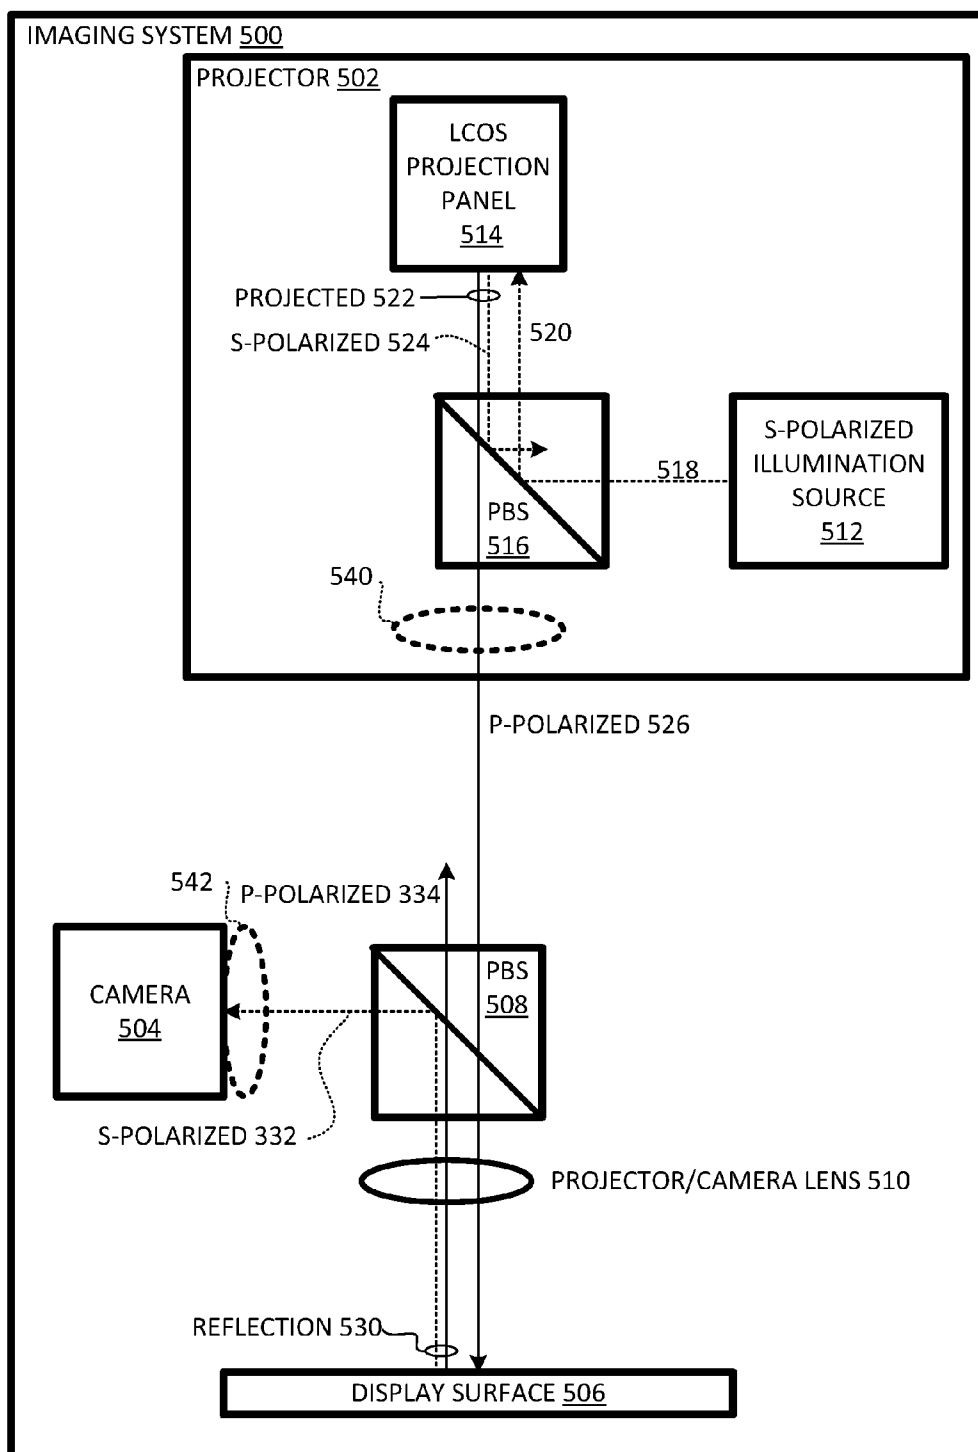 IMAGING SYSTEM 500
PROJECTOR 502
LCOS
PROJECTION
PANEL
514
PROJECTED 522
S-POLARIZED 524
520
S-POLARIZED
ILLUMINATION
SOURCE
512
518
PBS
516
540
P-POLARIZED 526
542
P-POLARIZED 334
CAMERA
504
PBS
508
S-POLARIZED 332
PROJECTOR/CAMERA LENS 510
REFLECTION 530
DISPLAY SURFACE 506